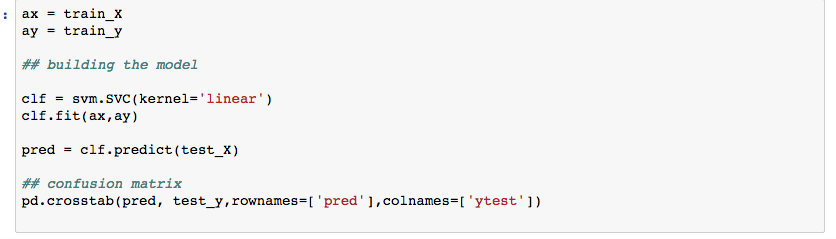 :
ax = train_X
ay = train_y
## building the model
clf = svm.SVC(kernel='linear')
clf.fit(ax,ay)
pred = clf.predict(test_X)
## confusion matrix
pd.crosstab(pred, test_y,rownames=['pred'],colnames=['ytest'])